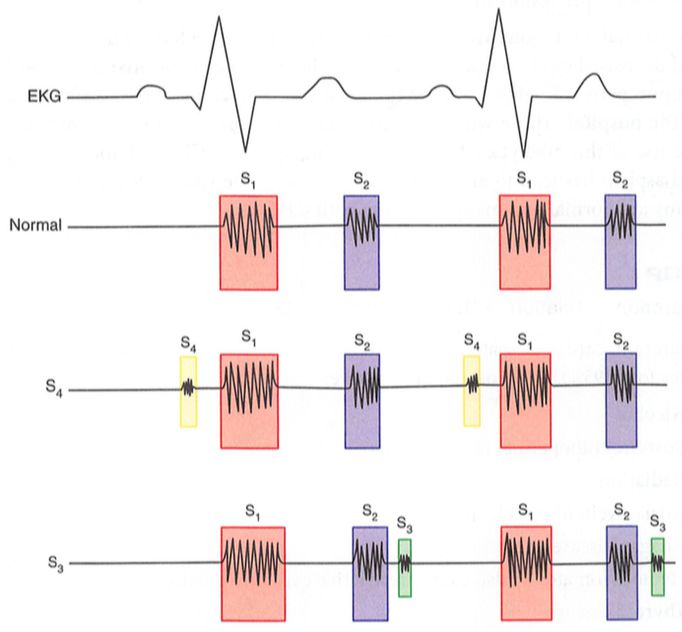 EKG
S₁ S₂ S₁ S₂
Normal
S₄ S₁ S₂ S₄ S₁ S₂
S₄
S₁ S₂ S₃ S₁ S₂ S₃
S₃